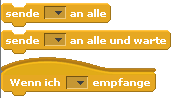 sende an alle
sende an alle und warte
Wenn ich empfange